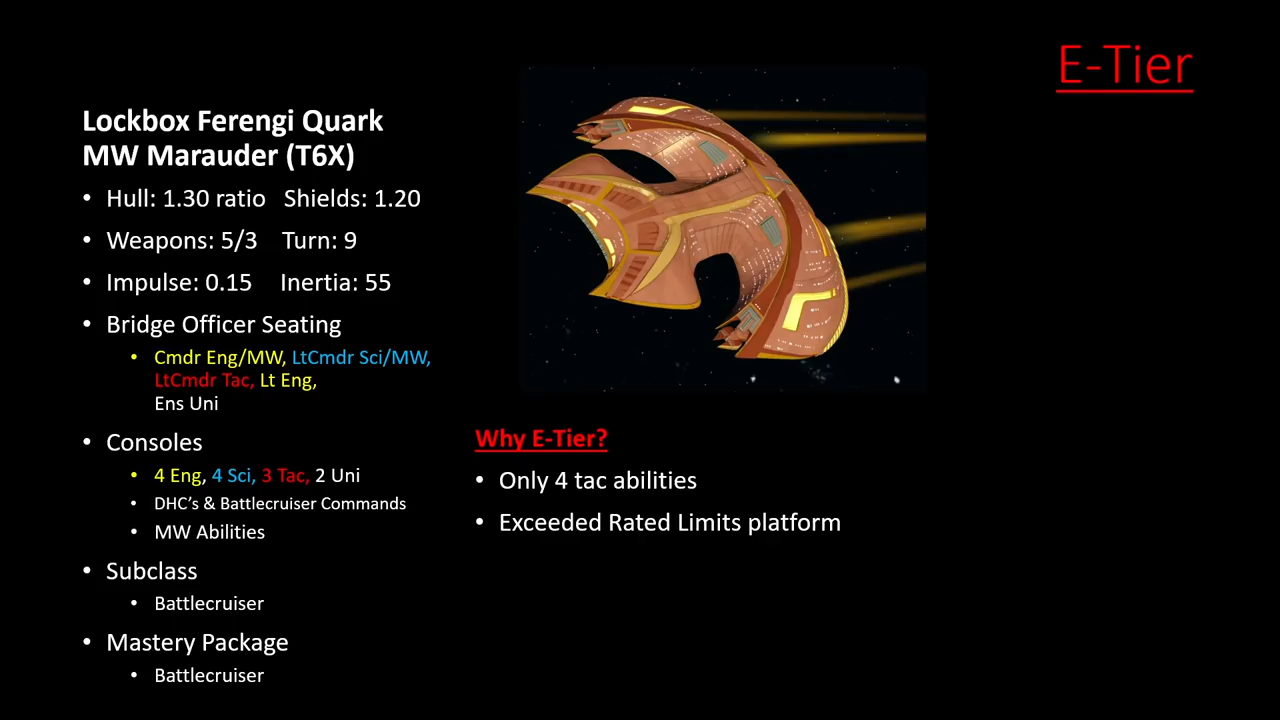 E-Tier
Lockbox Ferengi Quark
MW Marauder (T6X)
• Hull: 1.30 ratio Shields: 1.20
• Weapons: 5/3 Turn: 9
• Impulse: 0.15 Inertia: 55
• Bridge Officer Seating
• Cmdr Eng/MW, LtCmdr Sci/MW,
LtCmdr Tac, Lt Eng,
Ens Uni
• Consoles
• 4 Eng, 4 Sci, 3 Tac, 2 Uni
• DHC's & Battlecruiser Commands
• MW Abilities
• Subclass
• Battlecruiser
• Mastery Package
• Battlecruiser
Why E-Tier?
• Only 4 tac abilities
• Exceeded Rated Limits platform